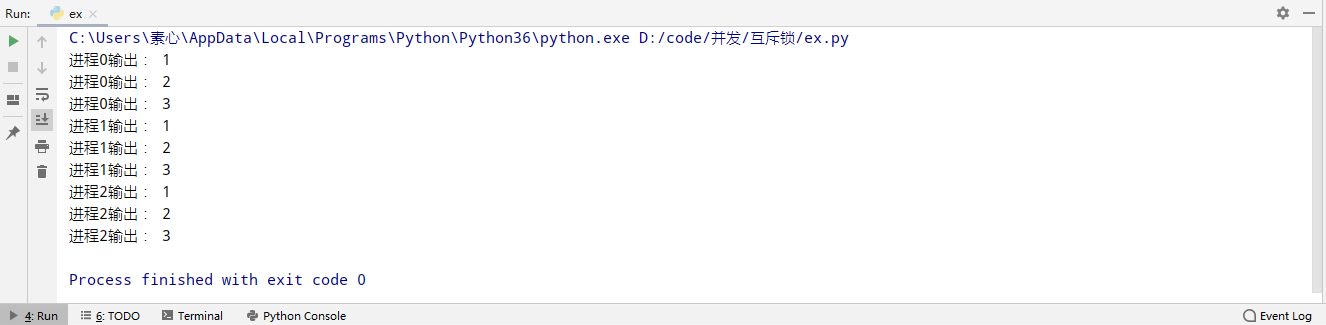 Run: ex
C:\Users\素心\AppData\Local\Programs\Python\Python36\python.exe D:/code/并发/互斥锁/ex.py
进程0输出： 1
进程0输出： 2
进程0输出： 3
进程1输出： 1
进程1输出： 2
进程1输出： 3
进程2输出： 1
进程2输出： 2
进程2输出： 3
Process finished with exit code 0
4: Run 6: TODO Terminal Python Console Event Log